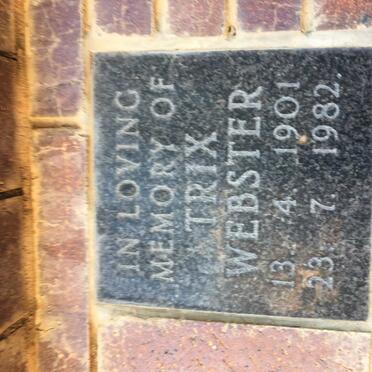 IN LOVING
MEMORY OF
TRIX
WEBSTER
13. 4. 1901
23. 7. 1982.